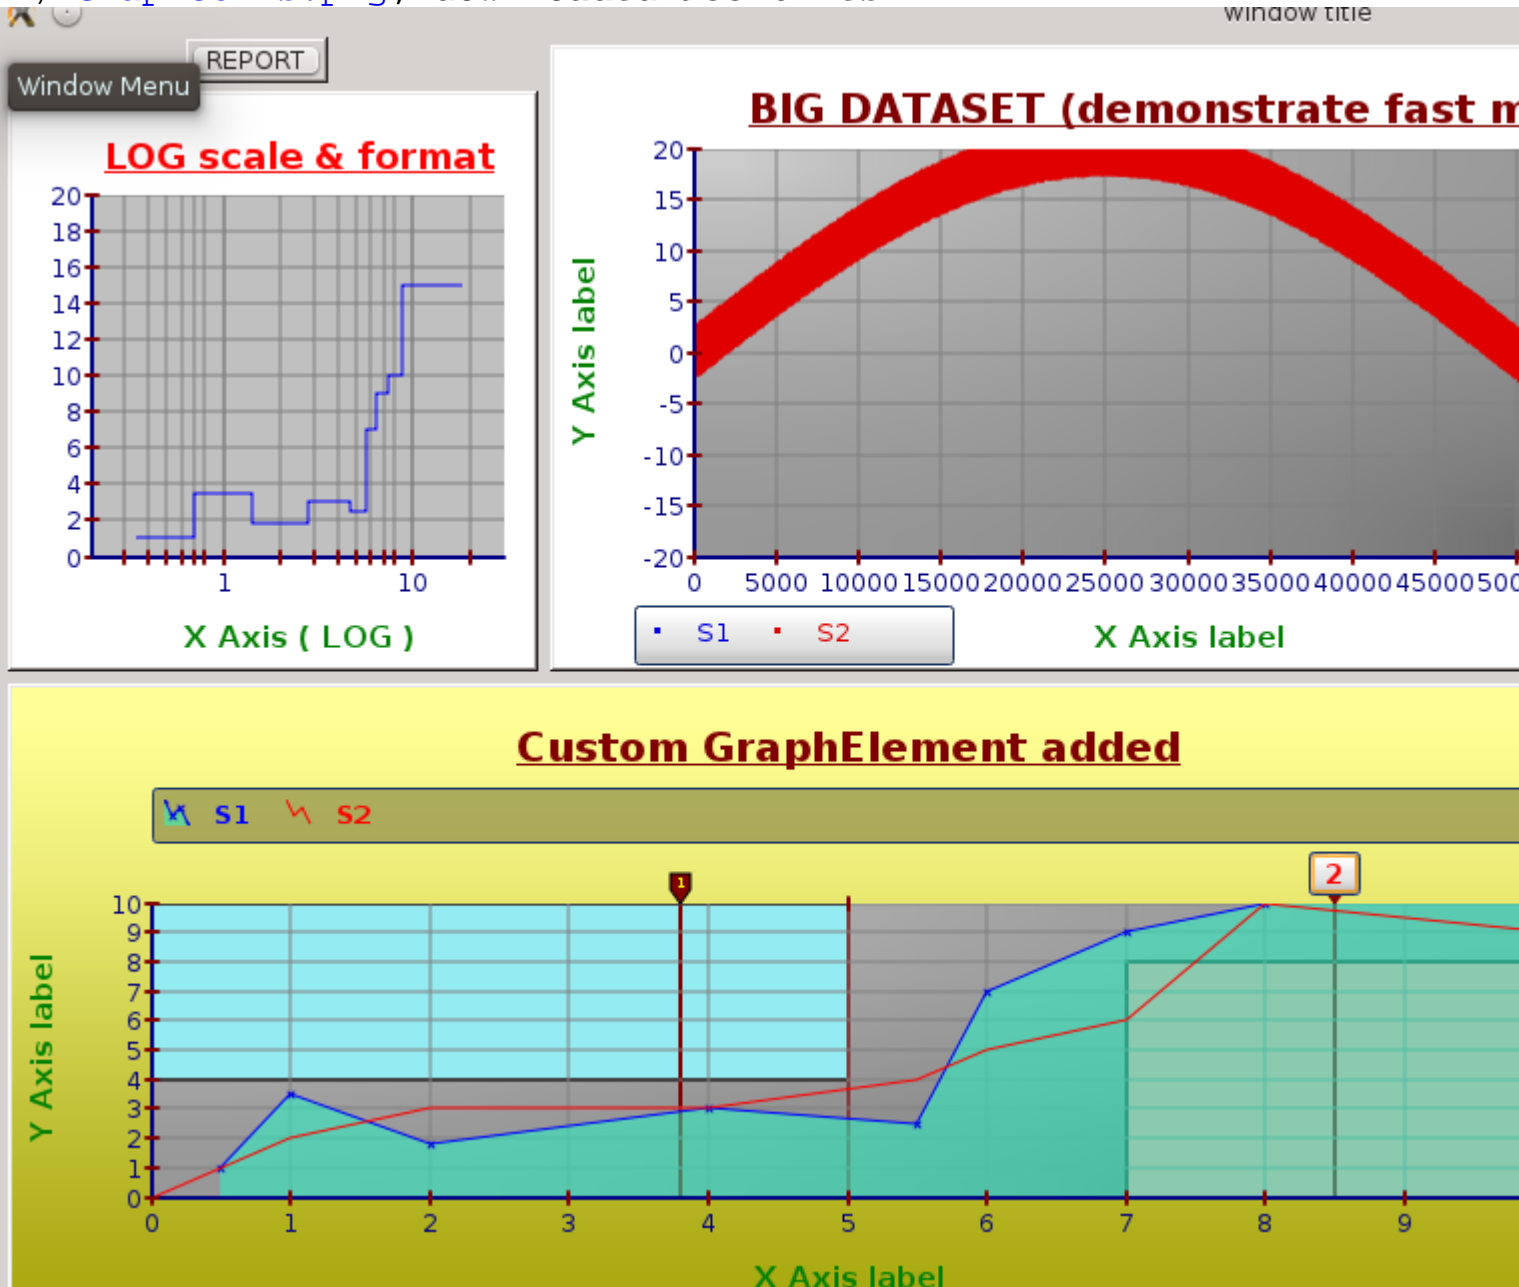 window title
REPORT
Window Menu
LOG scale & format
20
18
16
14
12
10
8
6
4
2
0
1 10
X Axis ( LOG )
BIG DATASET (demonstrate fast m
Y Axis label
20
15
10
5
0
-5
-10
-15
-20
0 5000 10000 15000 20000 25000 30000 35000 40000 45000 500
S1 S2
X Axis label
Custom GraphElement added
S1 S2
1
2
Y Axis label
10
9
8
7
6
5
4
3
2
1
0
0 1 2 3 4 5 6 7 8 9
X Axis label